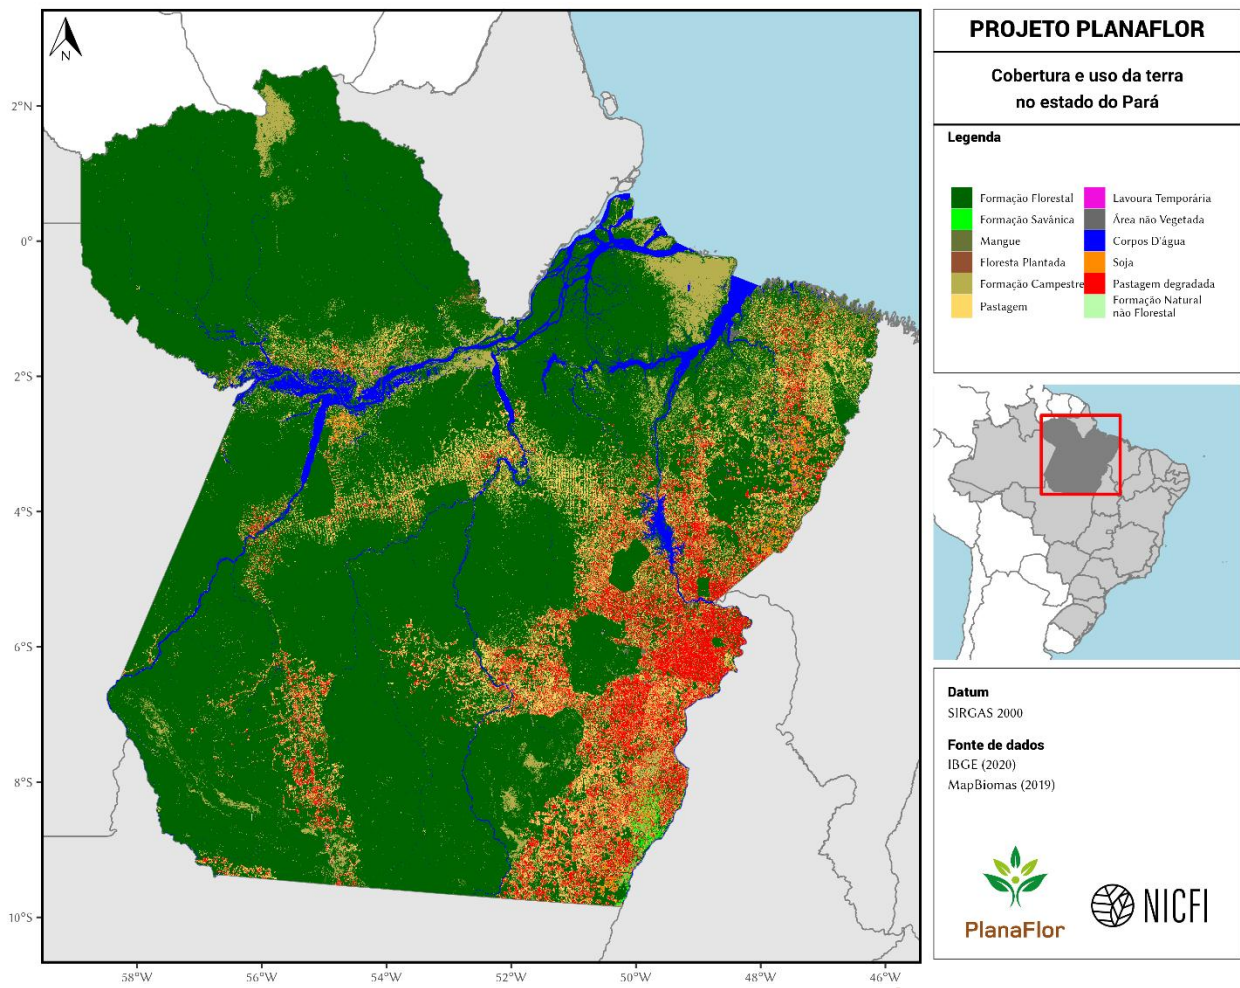 N
2°N
0°
2°S
4°S
6°S
8°S
10°S
58°W
56°W
54°W
52°W
50°W
48°W
46°W
PROJETO PLANAFLOR
Cobertura e uso da terra
no estado do Pará
Legenda
Formação Florestal
Formação Savânica
Mangue
Floresta Plantada
Formação Campestre
Pastagem
Lavoura Temporária
Área não Vegetada
Corpos D'água
Soja
Pastagem degradada
Formação Natural
não Florestal
Datum
SIRGAS 2000
Fonte de dados
IBGE (2020)
MapBiomas (2019)
PlanaFlor
NICFI